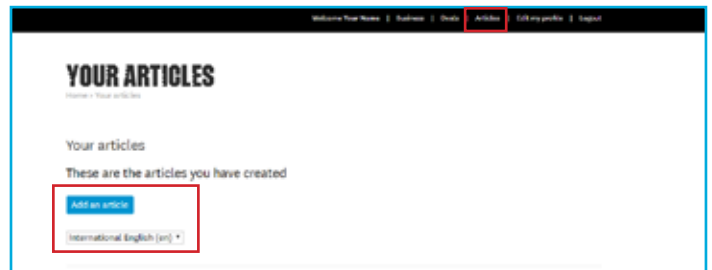 Welcome Your Name | Business | Deals | Articles | Edit my profile | Logout
YOUR ARTICLES
Home » Your articles
Your articles
These are the articles you have created
Add an article
International English (en)